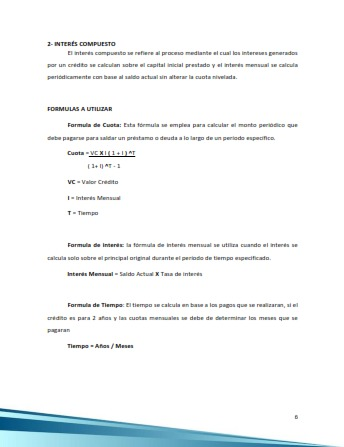 2- INTERÉS COMPUESTO
El interés compuesto se refiere al proceso mediante el cual los intereses generados
por un crédito se calculan sobre el capital inicial prestado y el interés mensual se calcula
periódicamente con base al saldo actual sin alterar la cuota nivelada.
FORMULAS A UTILIZAR
Formula de Cuota: Esta fórmula se emplea para calcular el monto periódico que
debe pagarse para saldar un préstamo o deuda a lo largo de un período específico.
Cuota = VC X I ( 1 + I ) ^T
( 1+ I) ^T - 1
VC = Valor Crédito
I = Interés Mensual
T = Tiempo
Formula de Interés: la fórmula de interés mensual se utiliza cuando el interés se
calcula solo sobre el principal original durante el período de tiempo especificado.
Interés Mensual = Saldo Actual X Tasa de interés
Formula de Tiempo: El tiempo se calcula en base a los pagos que se realizaran, si el
crédito es para 2 años y las cuotas mensuales se debe de determinar los meses que se
pagaran
Tiempo = Años / Meses
6